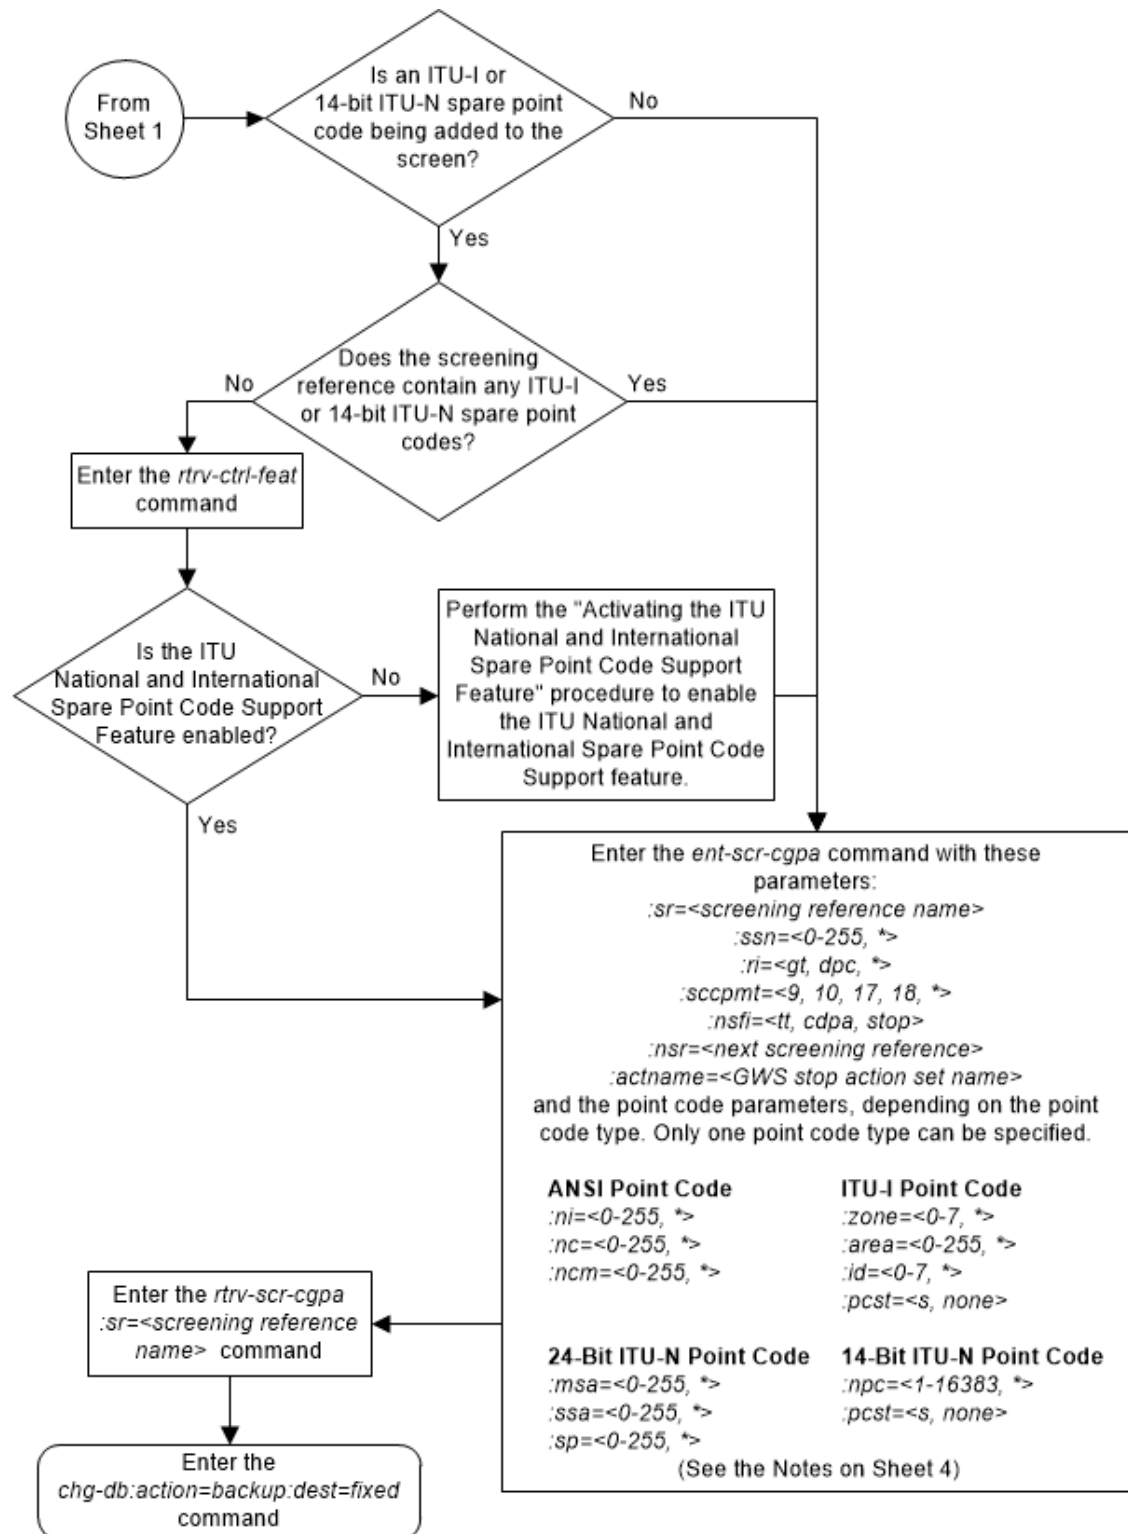 From
Sheet 1
Is an ITU-I or
14-bit ITU-N spare point
code being added to the
screen?
No
Yes
Does the screening
reference contain any ITU-I
or 14-bit ITU-N spare point
codes?
No
Yes
Enter the rtrv-ctrl-feat
command
Is the ITU
National and International
Spare Point Code Support
Feature enabled?
No
Yes
Perform the "Activating the ITU
National and International
Spare Point Code Support
Feature" procedure to enable
the ITU National and
International Spare Point Code
Support feature.
Enter the ent-scr-cgpa command with these
parameters:
:sr=<screening reference name>
:ssn=<0-255, *>
:ri=<gt, dpc, *>
:sccpmt=<9, 10, 17, 18, *>
:nsfi=<tt, cdpa, stop>
:nsr=<next screening reference>
:actname=<GWS stop action set name>
and the point code parameters, depending on the point
code type. Only one point code type can be specified.
ANSI Point Code
:ni=<0-255, *>
:nc=<0-255, *>
:ncm=<0-255, *>
ITU-I Point Code
:zone=<0-7, *>
:area=<0-255, *>
:id=<0-7, *>
:pcst=<s, none>
24-Bit ITU-N Point Code
:msa=<0-255, *>
:ssa=<0-255, *>
:sp=<0-255, *>
14-Bit ITU-N Point Code
:npc=<1-16383, *>
:pcst=<s, none>
(See the Notes on Sheet 4)
Enter the rtrv-scr-cgpa
:sr=<screening reference
name> command
Enter the
chg-db:action=backup:dest=fixed
command